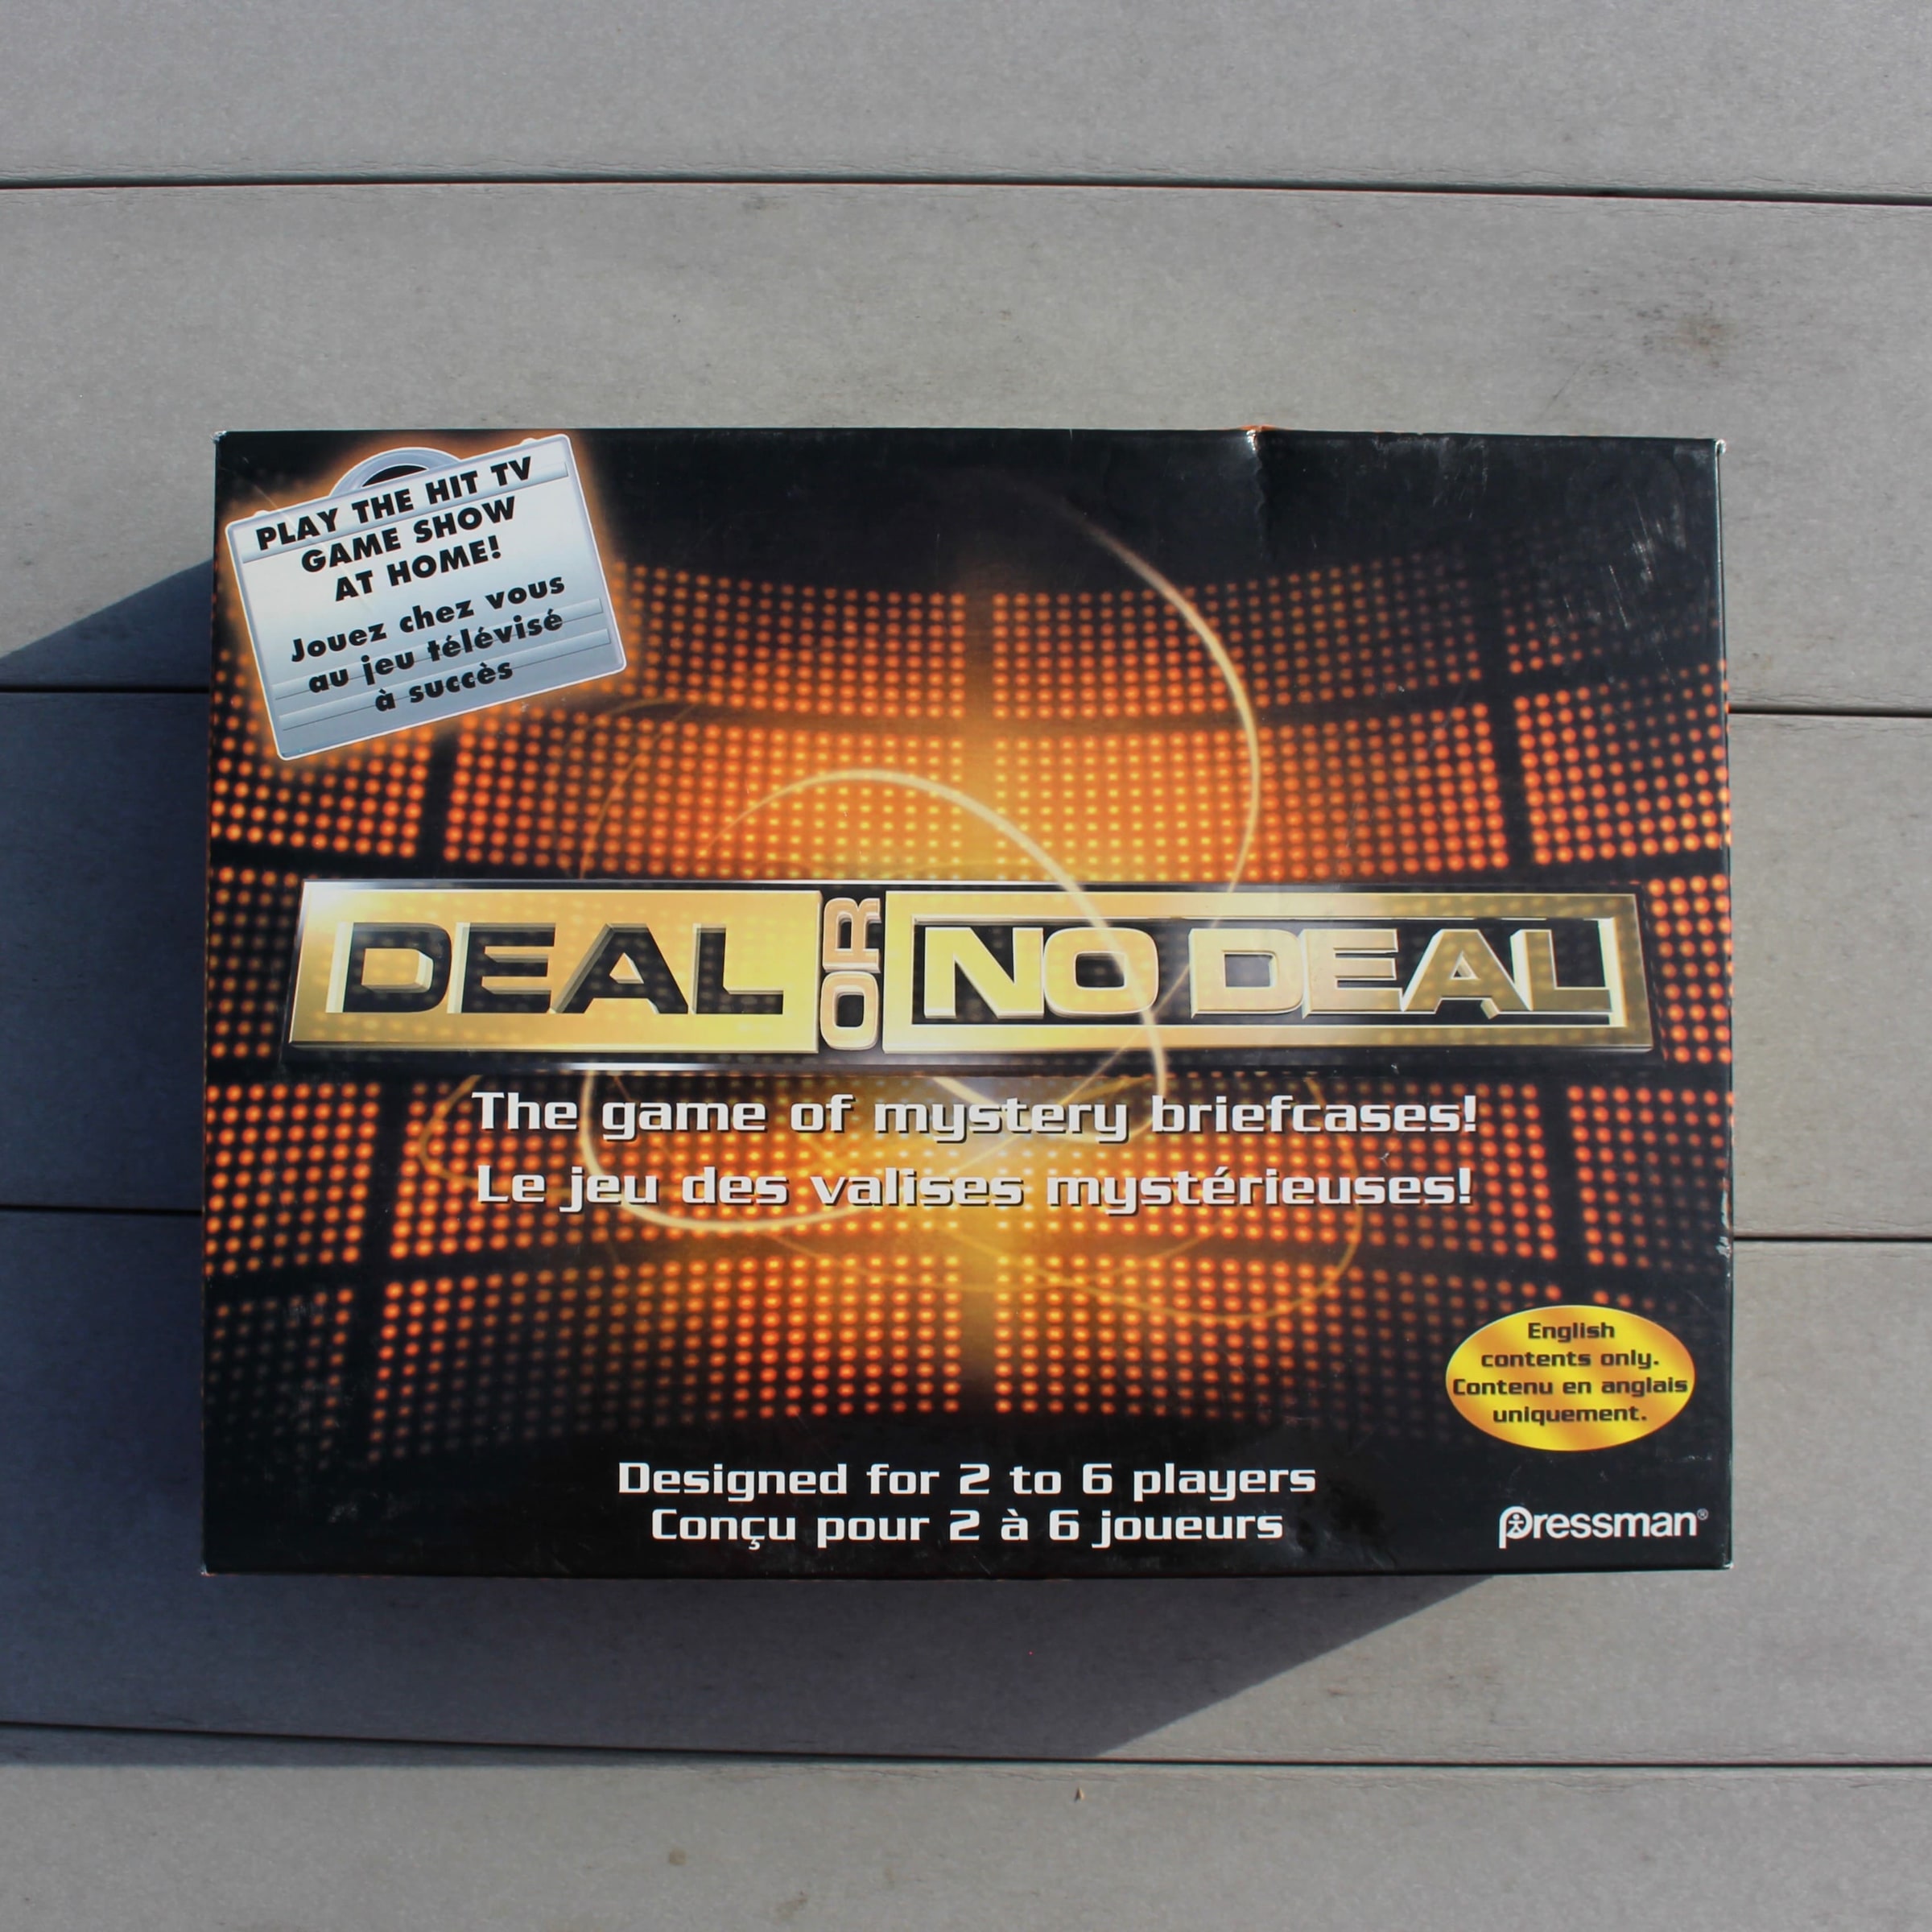 PLAY THE HIT TV
GAME SHOW
AT HOME!
Jouez chez vous
au jeu télévisé
à succès
DEAL OR NO DEAL
The game of mystery briefcases!
Le jeu des valises mystérieuses!
English
contents only.
Contenu en anglais
uniquement.
Designed for 2 to 6 players
Conçu pour 2 à 6 joueurs
Pressman®